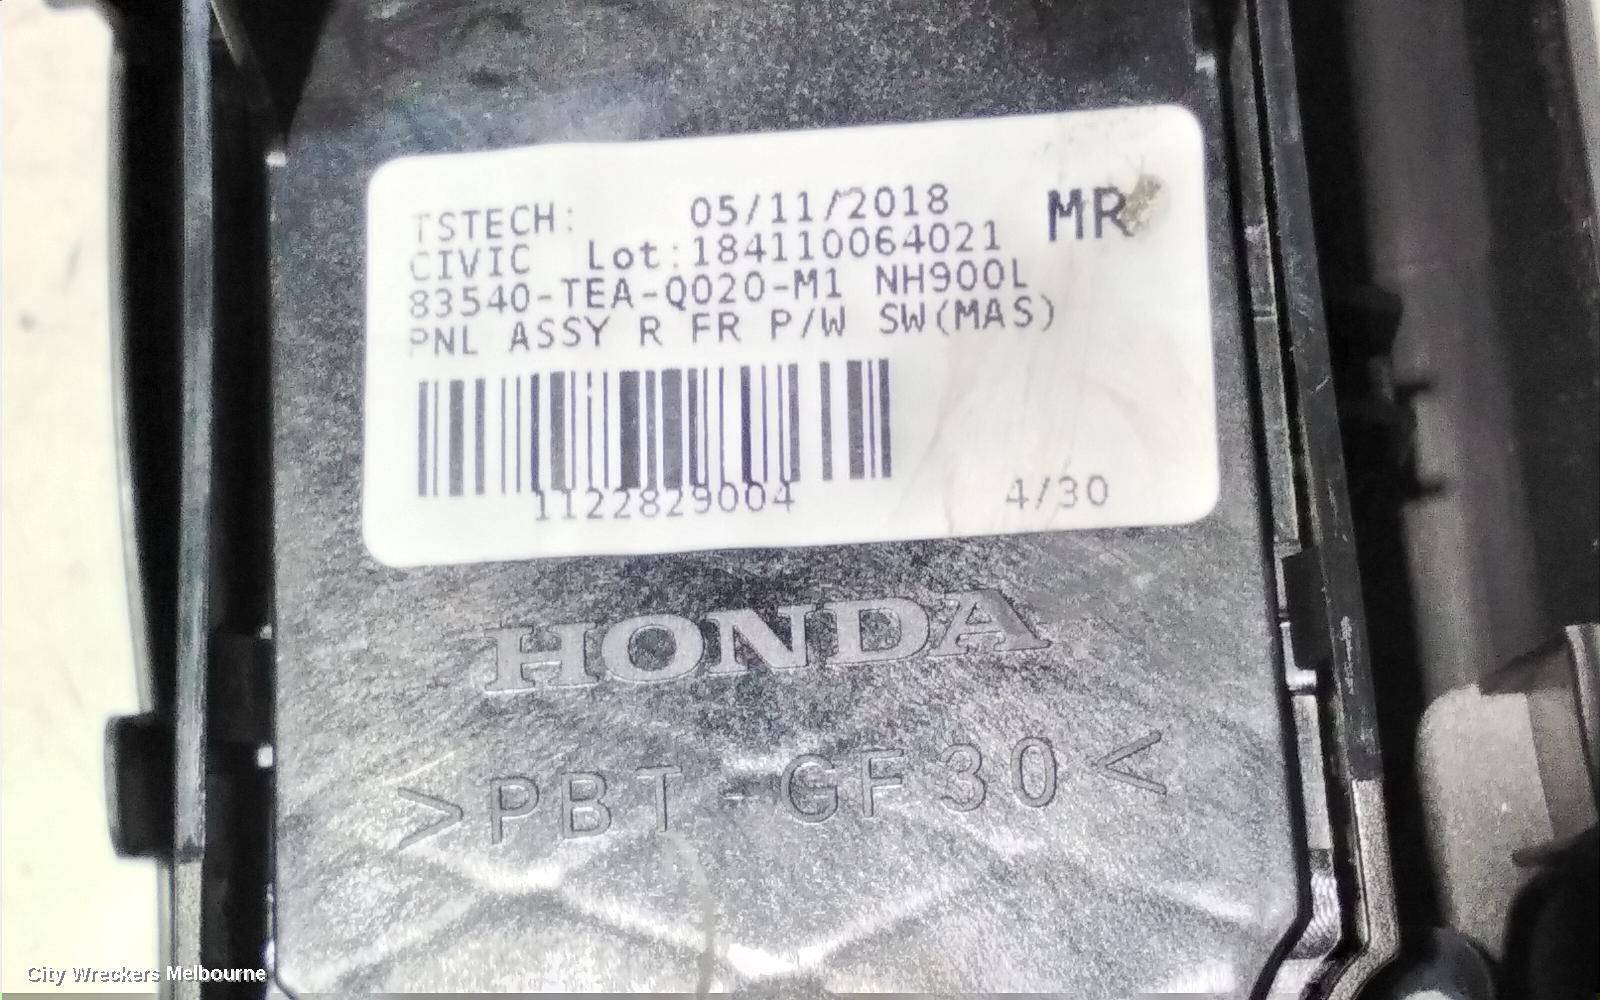 TSTECH: 05/11/2018 MR
CIVIC Lot:184110064021
83540-TEA-Q020-M1 NH900L
PNL ASSY R FR P/W SW(MAS)
1122829004 4/30
HONDA
>PBT-GF30<
City Wreckers Melbourne